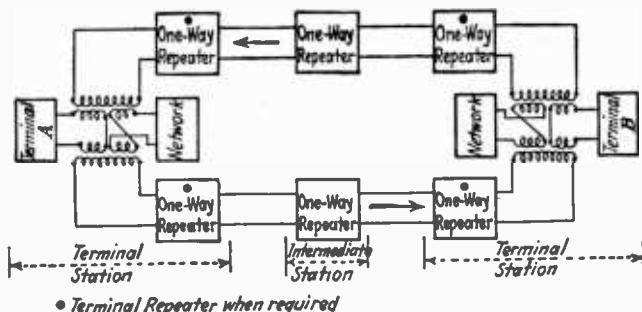 One-Way
Repeater
One-Way
Repeater
One-Way
Repeater
Terminal
A
Network
Network
Terminal
B
One-Way
Repeater
One-Way
Repeater
One-Way
Repeater
Terminal
Station
Intermediate
Station
Terminal
Station
• Terminal Repeater when required